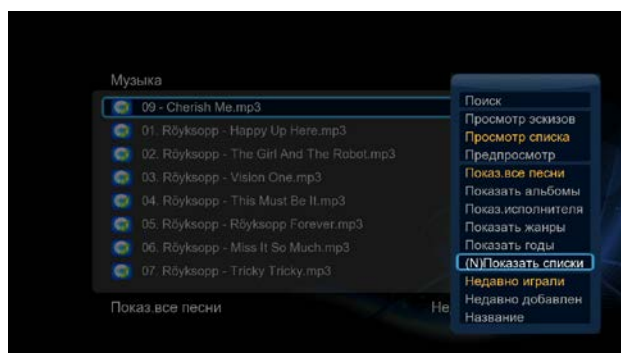 Музыка
09 - Cherish Me.mp3
01. Röyksopp - Happy Up Here.mp3
02. Röyksopp - The Girl And The Robot.mp3
03. Röyksopp - Vision One.mp3
04. Röyksopp - This Must Be It.mp3
05. Röyksopp - Röyksopp Forever.mp3
06. Röyksopp - Miss It So Much.mp3
07. Röyksopp - Tricky Tricky.mp3
Показ.все песни
Не
Поиск
Просмотр эскизов
Просмотр списка
Предпросмотр
Показ.все песни
Показать альбомы
Показ.исполнителя
Показать жанры
Показать годы
(N)Показать списки
Недавно играли
Недавно добавлен
Название